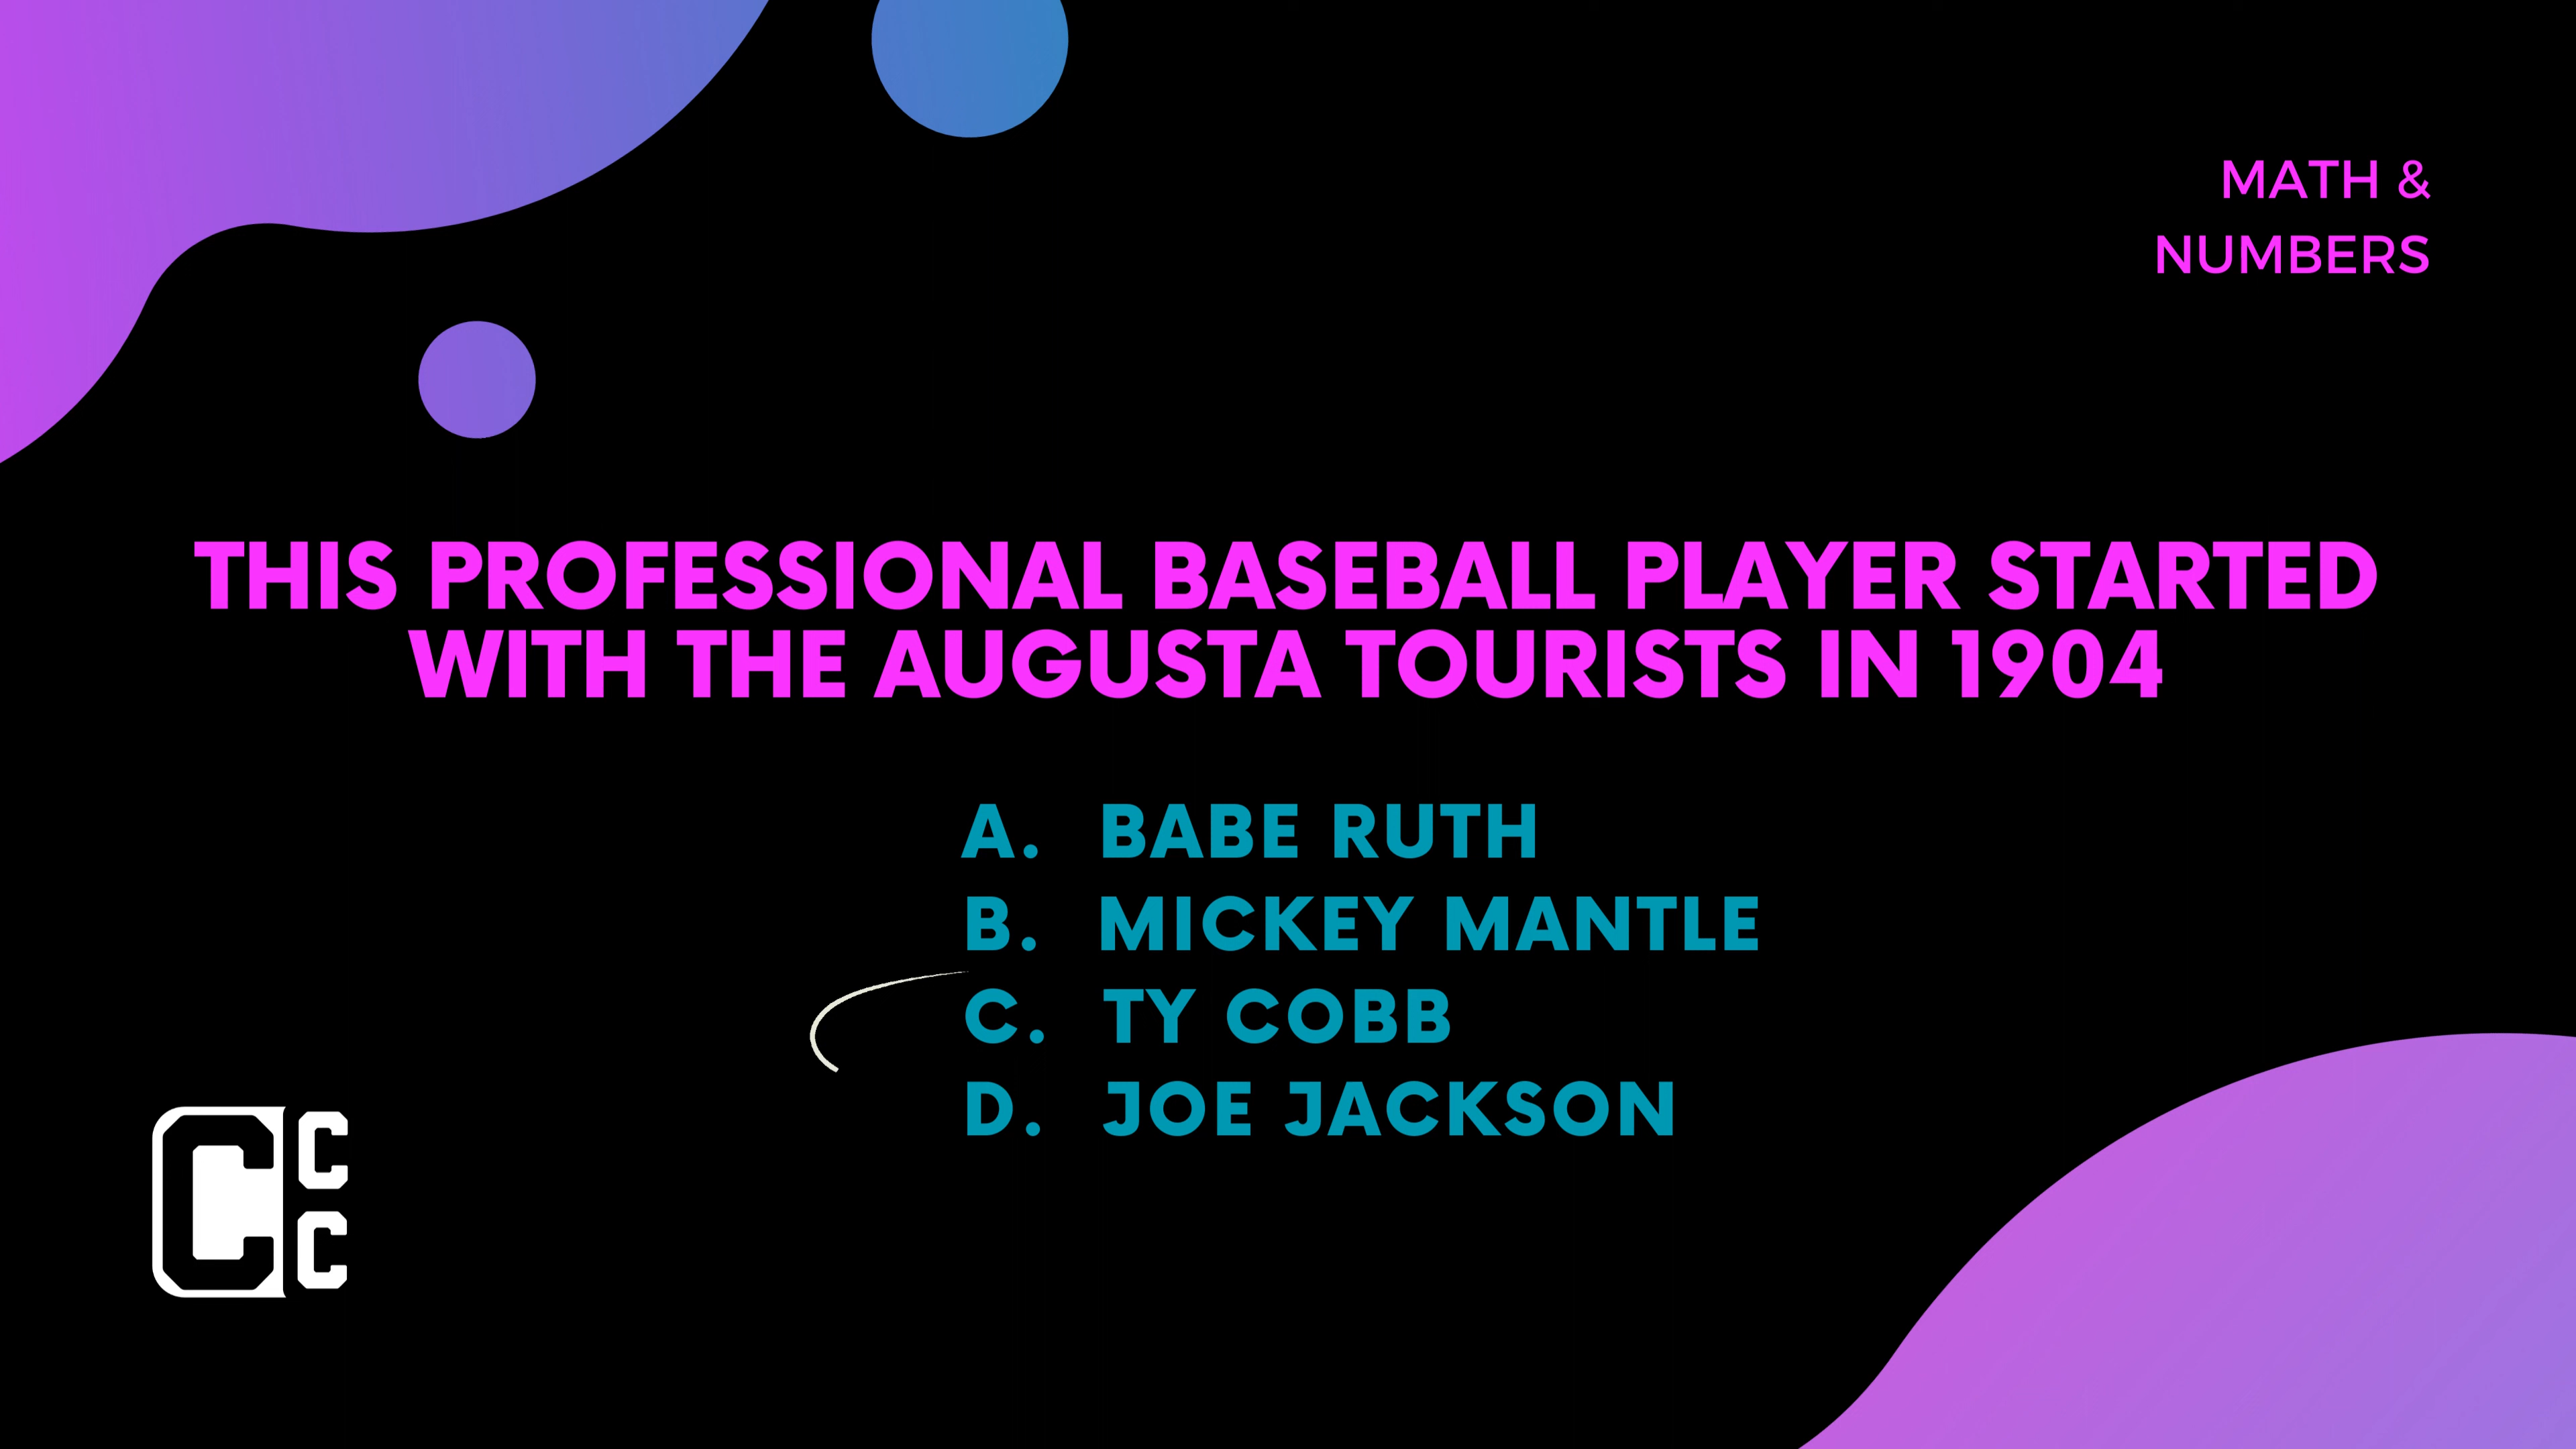 MATH &
NUMBERS
THIS PROFESSIONAL BASEBALL PLAYER STARTED
WITH THE AUGUSTA TOURISTS IN 1904
A. BABE RUTH
B. MICKEY MANTLE
C. TY COBB
D. JOE JACKSON
C C
C